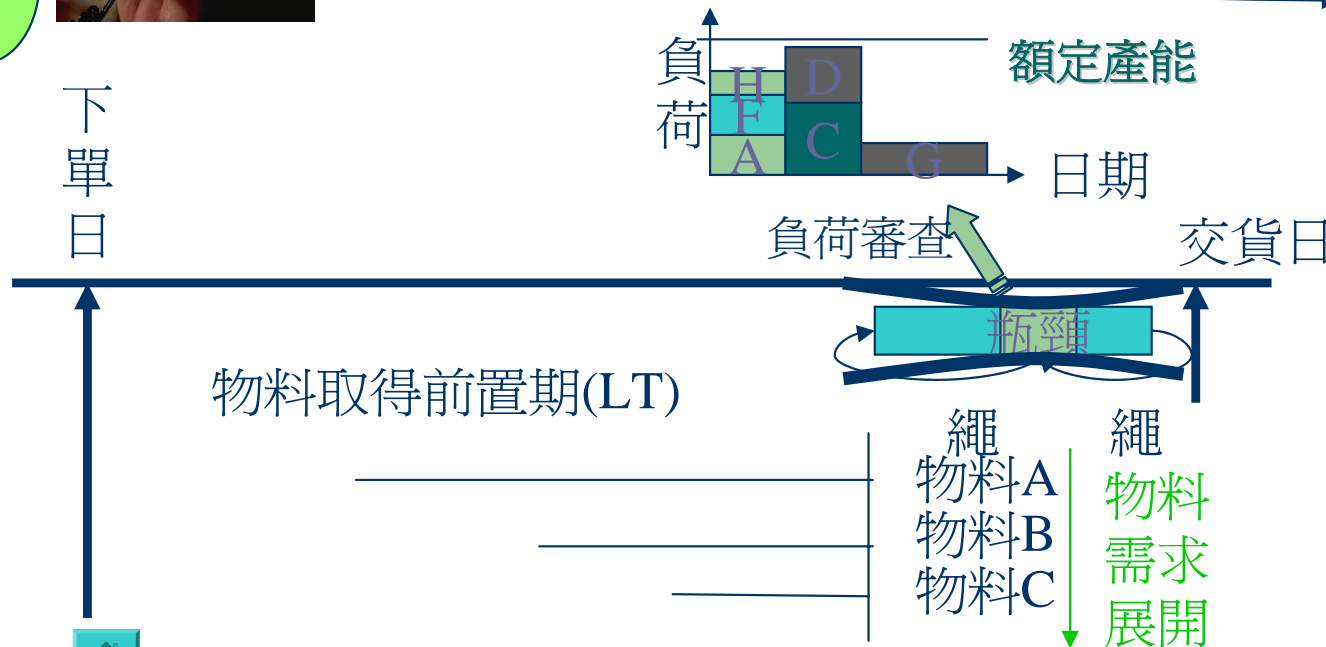 負荷
額定產能
H
D
F
C
A
G
日期
下單日
負荷審查
交貨日
瓶頸
物料取得前置期(LT)
繩
繩
物料A
物料B
物料C
物料
需求
展開